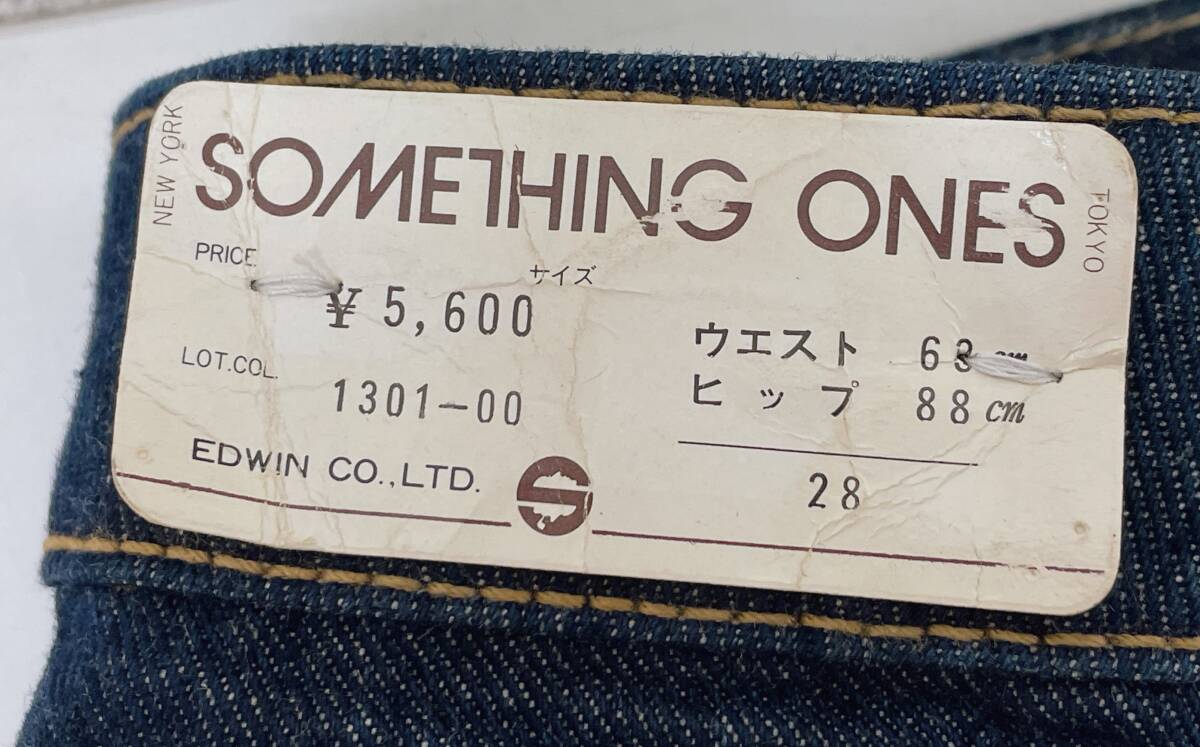 NEW YORK
SOMETHING ONES
TOKYO
PRICE
¥ 5,600
サイズ
ウエスト 63 cm
ヒップ 88 cm
LOT.COL.
1301-00
28
EDWIN CO.,LTD.
S